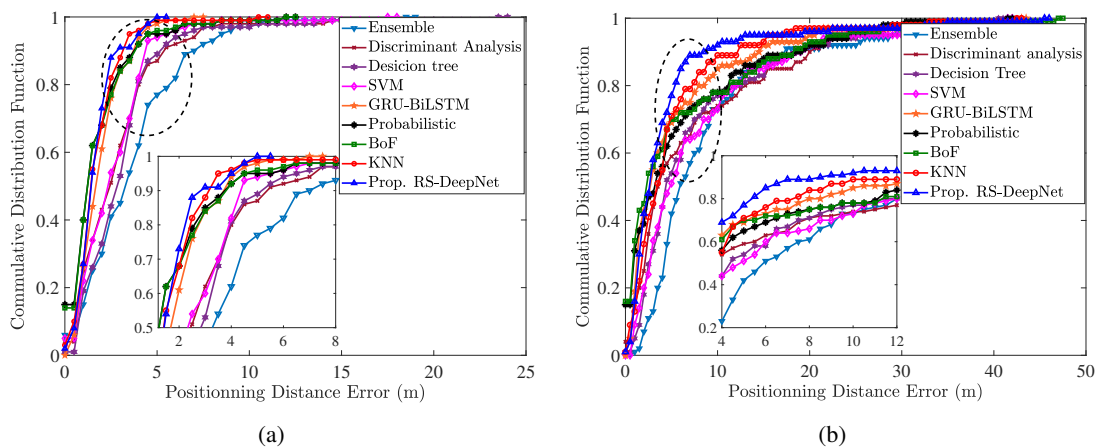 (a)
1
0.8
0.6
0.4
0.2
0
Commulative Distribution Function
0 5 10 15 20 25
Positionning Distance Error (m)
Ensemble
Discriminant Analysis
Desicion tree
SVM
GRU-BiLSTM
Probabilistic
BoF
KNN
Prop. RS-DeepNet
1
0.9
0.8
0.7
0.6
0.5
2 4 6 8
(a)
(b)
1
0.8
0.6
0.4
0.2
0
Commulative Distribution Function
0 10 20 30 40 50
Positionning Distance Error (m)
Ensemble
Discriminant analysis
Decision Tree
SVM
GRU-BiLSTM
Probabilistic
BoF
KNN
Prop. RS-DeepNet
1
0.8
0.6
0.4
0.2
4 6 8 10 12
(b)